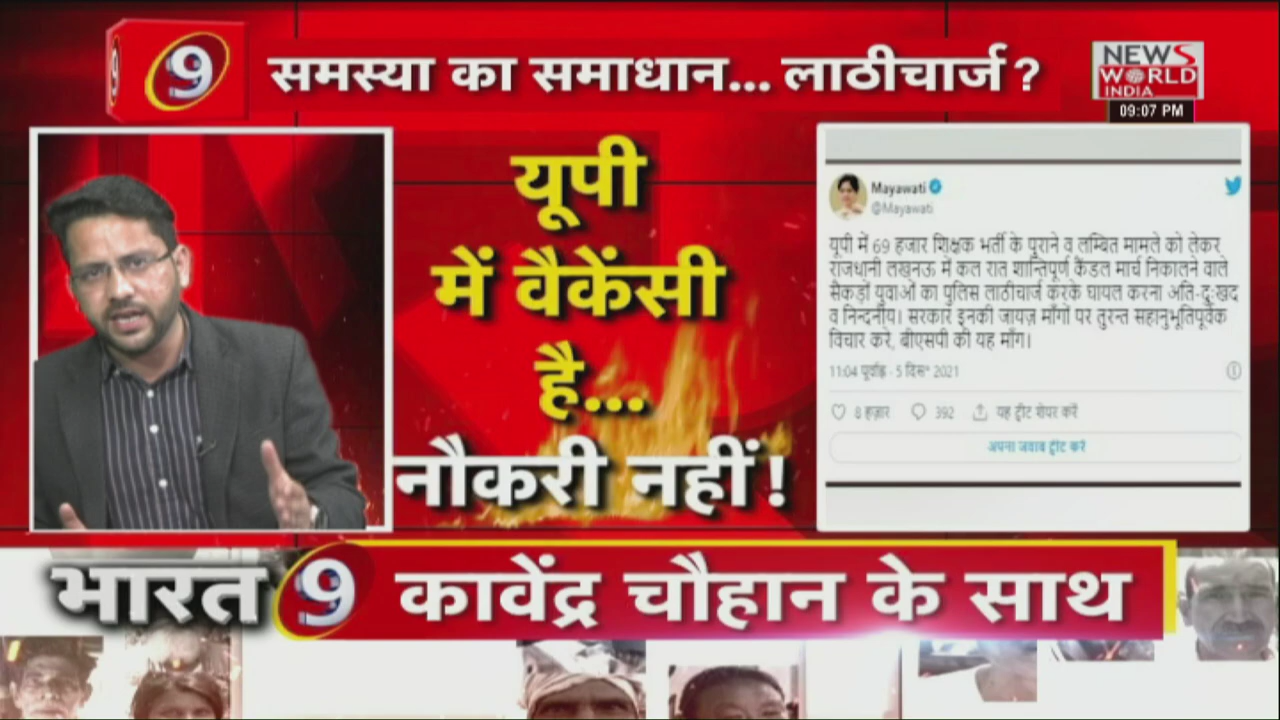 9 समस्या का समाधान... लाठीचार्ज ?
NEWS
WORLD
INDIA
09:07 PM
यूपी
में वैकेंसी
है...
नौकरी नहीं!
Mayawati
@Mayawati
यूपी में 69 हजार शिक्षक भर्ती के पुराने व लम्बित मामले को लेकर
राजधानी लखनऊ में कल रात शान्तिपूर्ण कैंडल मार्च निकालने वाले
सैकड़ों युवाओं का पुलिस लाठीचार्ज करके घायल करना अति-दुःखद
व निन्दनीय। सरकार इनकी जायज़ माँगों पर तुरन्त सहानुभूतिपूर्वक
विचार करे, बीएसपी की यह माँग।
11:04 पूर्वाह्न · 5 दिस॰ 2021
8 हज़ार 392 यह ट्वीट शेयर करें
अपना जवाब ट्वीट करें
भारत 9 कावेंद्र चौहान के साथ